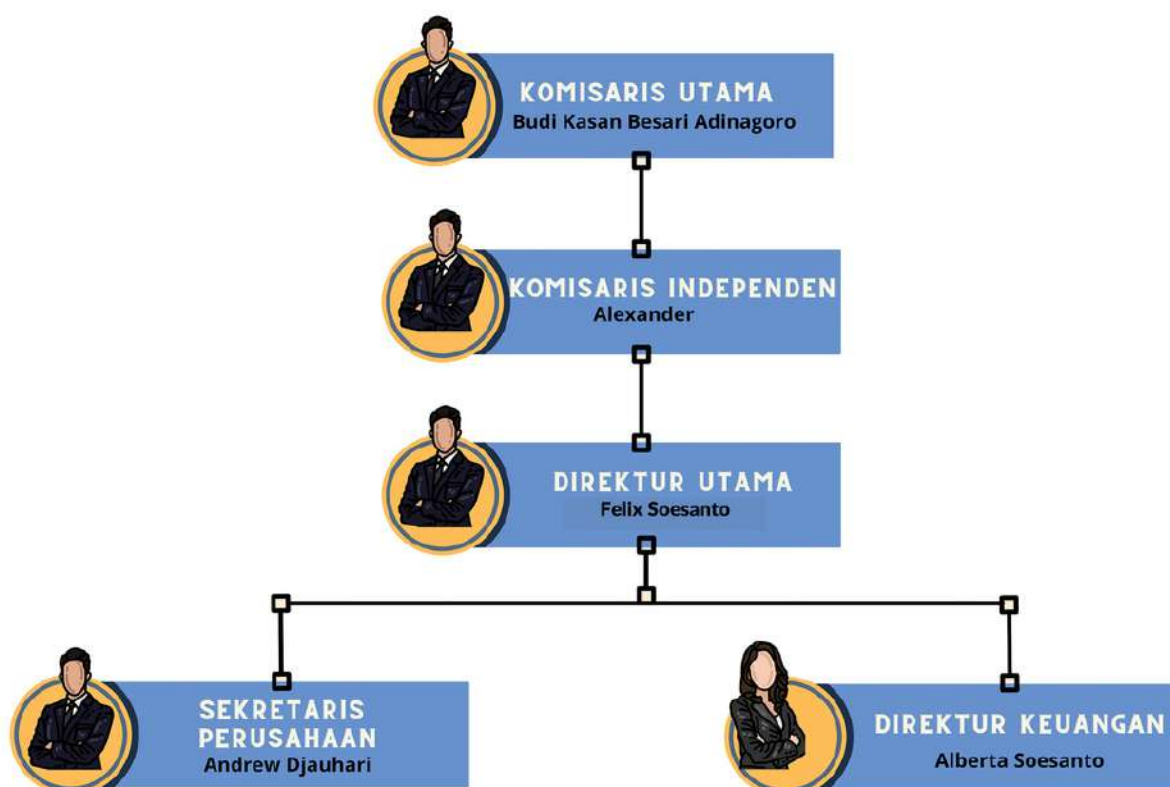 KOMISARIS UTAMA
Budi Kasan Besari Adinagoro
KOMISARIS INDEPENDEN
Alexander
DIREKTUR UTAMA
Felix Soesanto
SEKRETARIS
PERUSAHAAN
Andrew Djauhari
DIREKTUR KEUANGAN
Alberta Soesanto